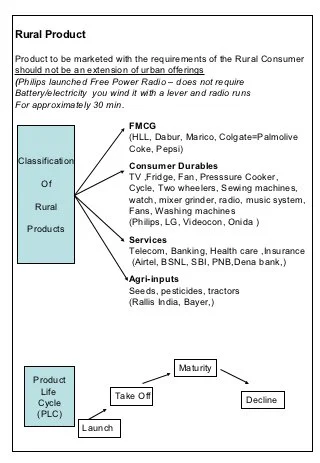 Rural Product
Product to be marketed with the requirements of the Rural Consumer
should not be an extension of urban offerings
(Philips launched Free Power Radio – does not require
Battery/electricity you wind it with a lever and radio runs
For approximately 30 min.
Classification
Of
Rural
Products
FMCG
(HLL, Dabur, Marico, Colgate=Palmolive
Coke, Pepsi)
Consumer Durables
TV ,Fridge, Fan, Presssure Cooker,
Cycle, Two wheelers, Sewing machines,
watch, mixer grinder, radio, music system,
Fans, Washing machines
(Philips, LG, Videocon, Onida )
Services
Telecom, Banking, Health care ,Insurance
(Airtel, BSNL, SBI, PNB,Dena bank,)
Agri-inputs
Seeds, pesticides, tractors
(Rallis India, Bayer,)
Product
Life
Cycle
(PLC)
Launch
Take Off
Maturity
Decline